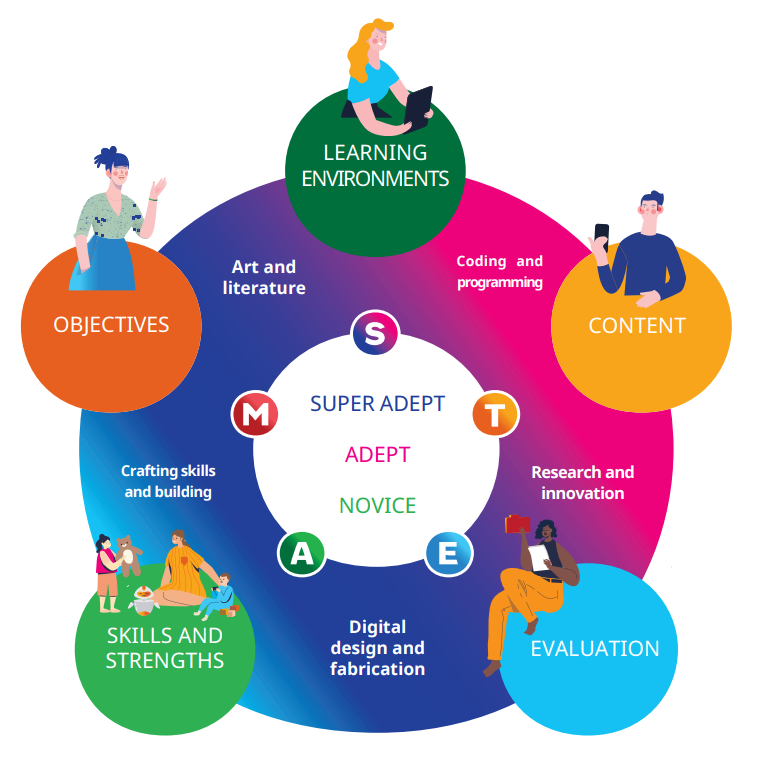 LEARNING
ENVIRONMENTS
Art and
literature
Coding and
programming
OBJECTIVES
CONTENT
S
M
T
SUPER ADEPT
ADEPT
NOVICE
Crafting skills
and building
Research and
innovation
A
E
SKILLS AND
STRENGTHS
Digital
design and
fabrication
EVALUATION